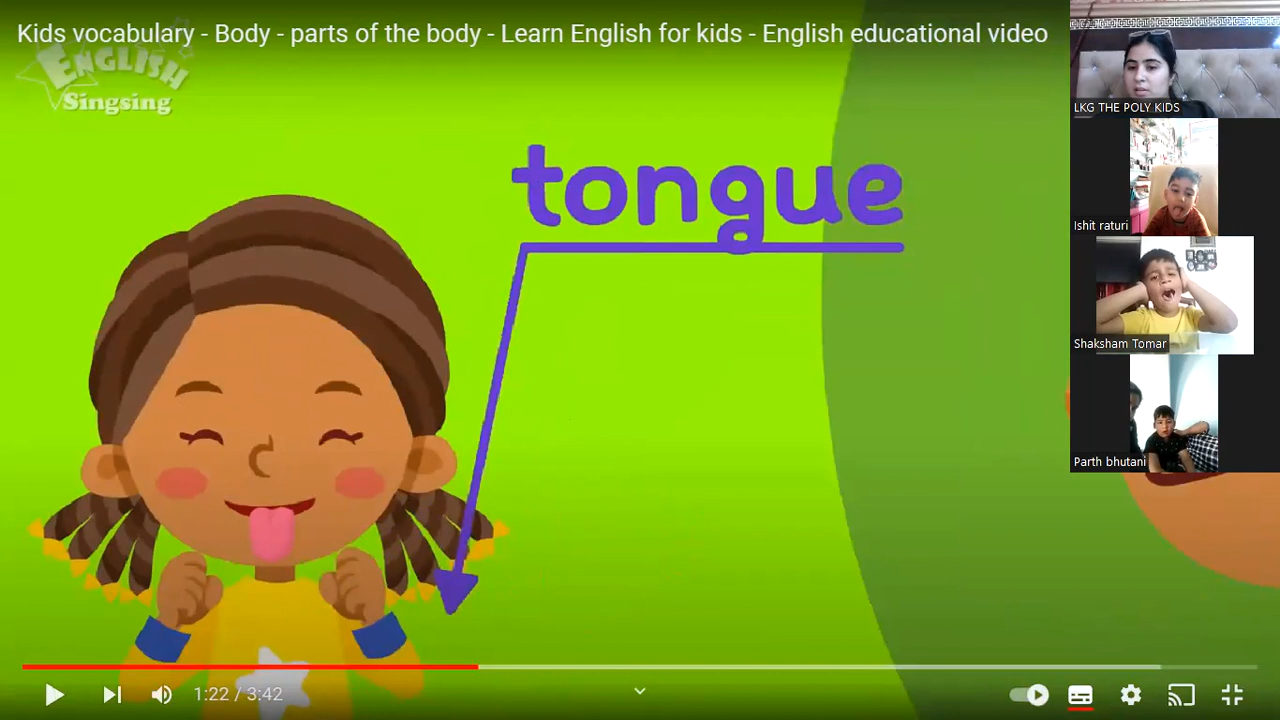 Kids vocabulary - Body - parts of the body - Learn English for kids - English educational video
ENGLISH
Singsing
tongue
LKG THE POLY KIDS
Ishit raturi
Shaksham Tomar
Parth bhutani
1:22 / 3:42